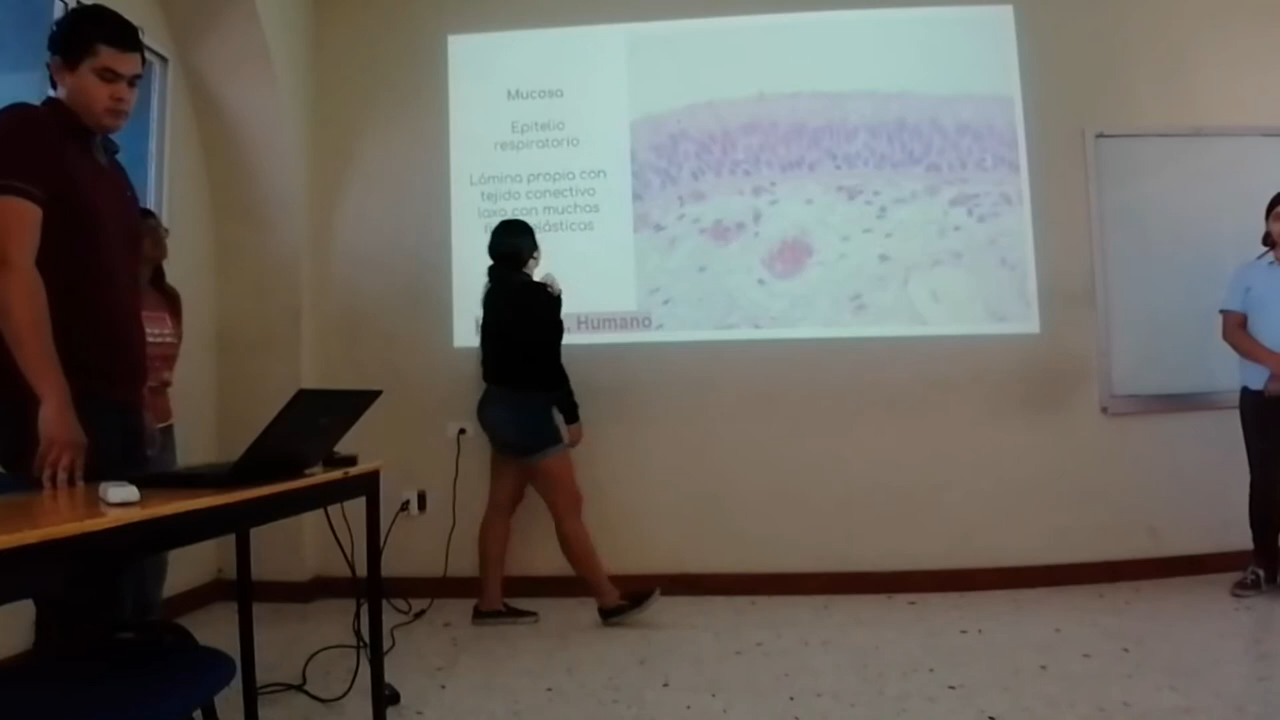 Mucosa
Epitelio
respiratorio
Lámina propia con
tejido conectivo
laxo con muchas
elásticas
, Humano